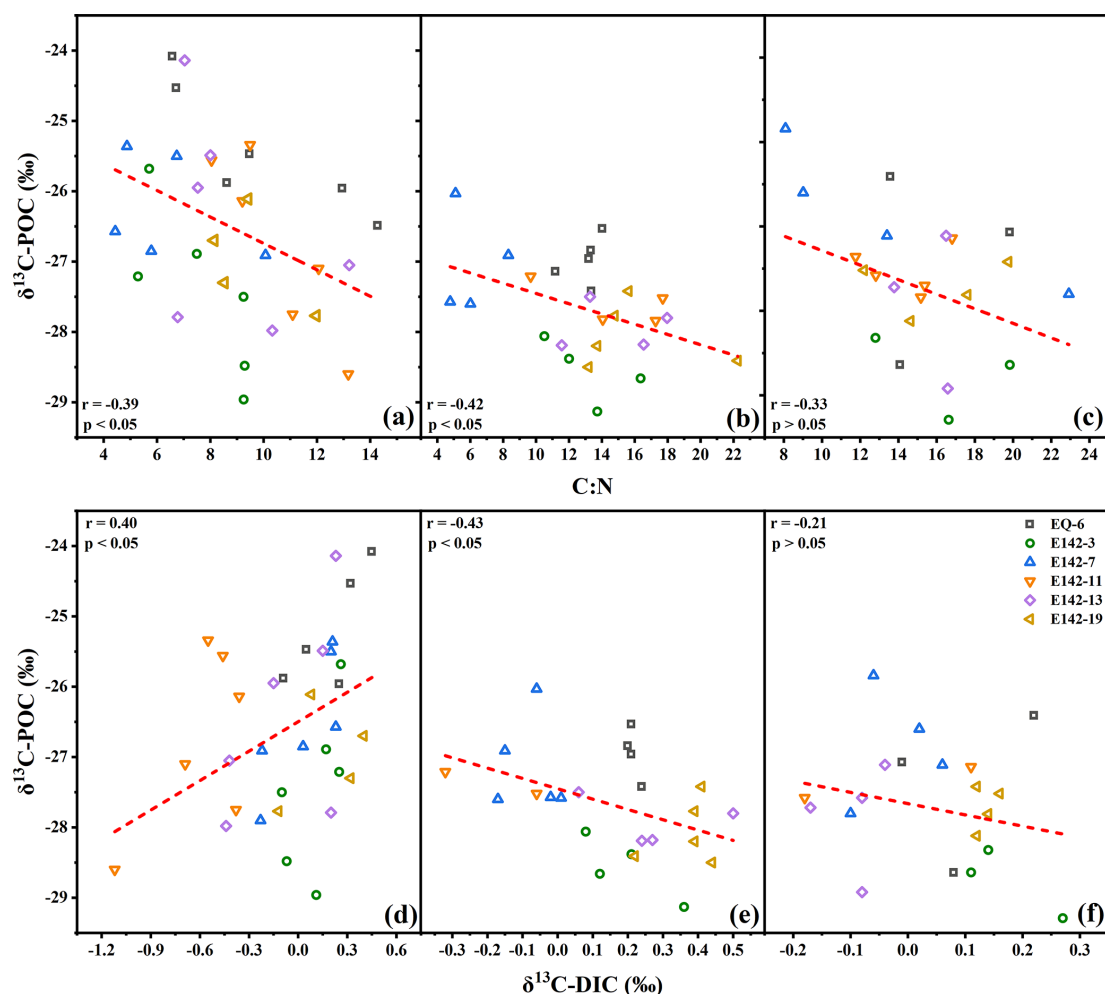 -24
-25
-26
-27
-28
-29
δ¹³C-POC (‰)
r = -0.39
p < 0.05
(a)
r = -0.42
p < 0.05
(b)
r = -0.33
p > 0.05
(c)
4 6 8 10 12 14
4 6 8 10 12 14 16 18 20 22
8 10 12 14 16 18 20 22 24
C:N
r = 0.40
p < 0.05
(d)
r = -0.43
p < 0.05
(e)
r = -0.21
p > 0.05
EQ-6
E142-3
E142-7
E142-11
E142-13
E142-19
(f)
-24
-25
-26
-27
-28
-29
δ¹³C-POC (‰)
-1.2 -0.9 -0.6 -0.3 0.0 0.3 0.6
-0.3 -0.2 -0.1 0.0 0.1 0.2 0.3 0.4 0.5
-0.2 -0.1 0.0 0.1 0.2 0.3
δ¹³C-DIC (‰)